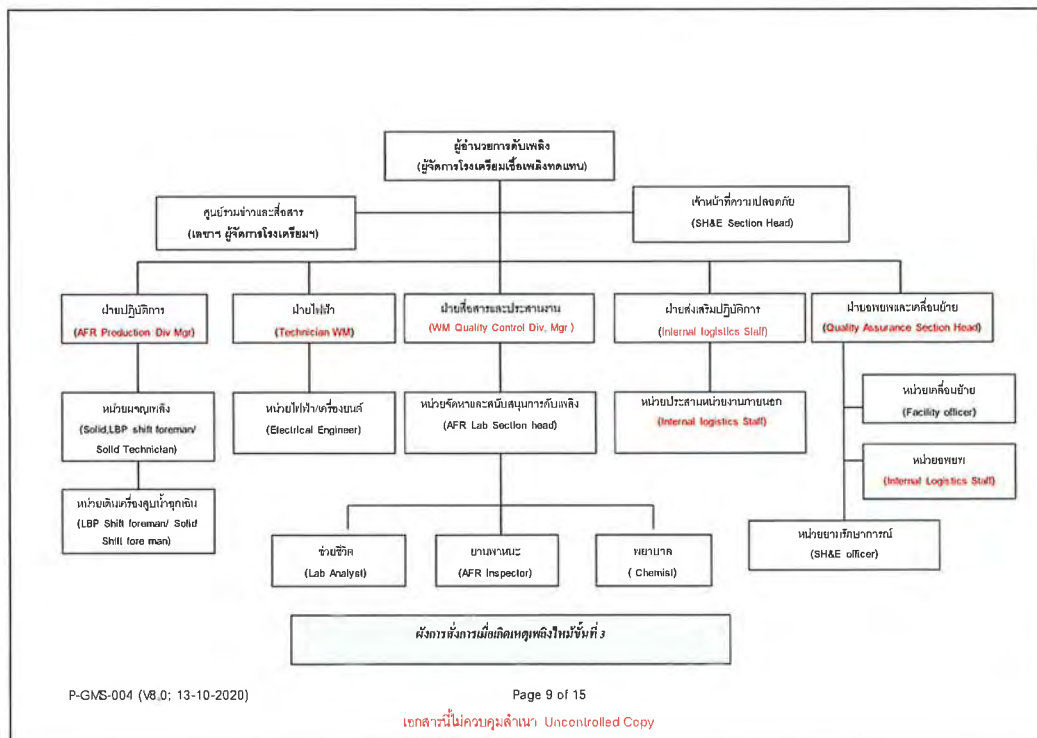 ผู้อำนวยการดับเพลิง
(ผู้จัดการโรงเตรียมเชื้อเพลิงทดแทน)
ศูนย์รวมข่าวและสื่อสาร
(เลขาฯ ผู้จัดการโรงเตรียมฯ)
เจ้าหน้าที่ความปลอดภัย
(SH&E Section Head)
ฝ่ายปฏิบัติการ
(AFR Production Div Mgr)
ฝ่ายไฟฟ้า
(Technician WM)
ฝ่ายสื่อสารและประสานงาน
(WM Quality Control Div, Mgr )
ฝ่ายส่งเสริมปฏิบัติการ
(Internal logistics Staff)
ฝ่ายอพยพและเคลื่อนย้าย
(Quality Assurance Section Head)
หน่วยผจญเพลิง
(Solid,LBP shift foreman/
Solid Technician)
หน่วยไฟฟ้า/เครื่องยนต์
(Electrical Engineer)
หน่วยจัดหาและสนับสนุนการดับเพลิง
(AFR Lab Section head)
หน่วยประสานหน่วยงานภายนอก
(Internal logistics Staff)
หน่วยเคลื่อนย้าย
(Facility officer)
หน่วยอพยพ
(Internal Logistics Staff)
หน่วยเดินเครื่องสูบน้ำฉุกเฉิน
(LBP Shift foreman/ Solid
Shift fore man)
หน่วยยามรักษาการณ์
(SH&E officer)
ช่วยชีวิต
(Lab Analyst)
ยานพาหนะ
(AFR Inspector)
พยาบาล
( Chemist)
ผังการสั่งการเมื่อเกิดเหตุเพลิงไหม้ขั้นที่ 3
P-GMS-004 (V8.0; 13-10-2020)
Page 9 of 15
เอกสารนี้ไม่ควบคุมสำเนา Uncontrolled Copy